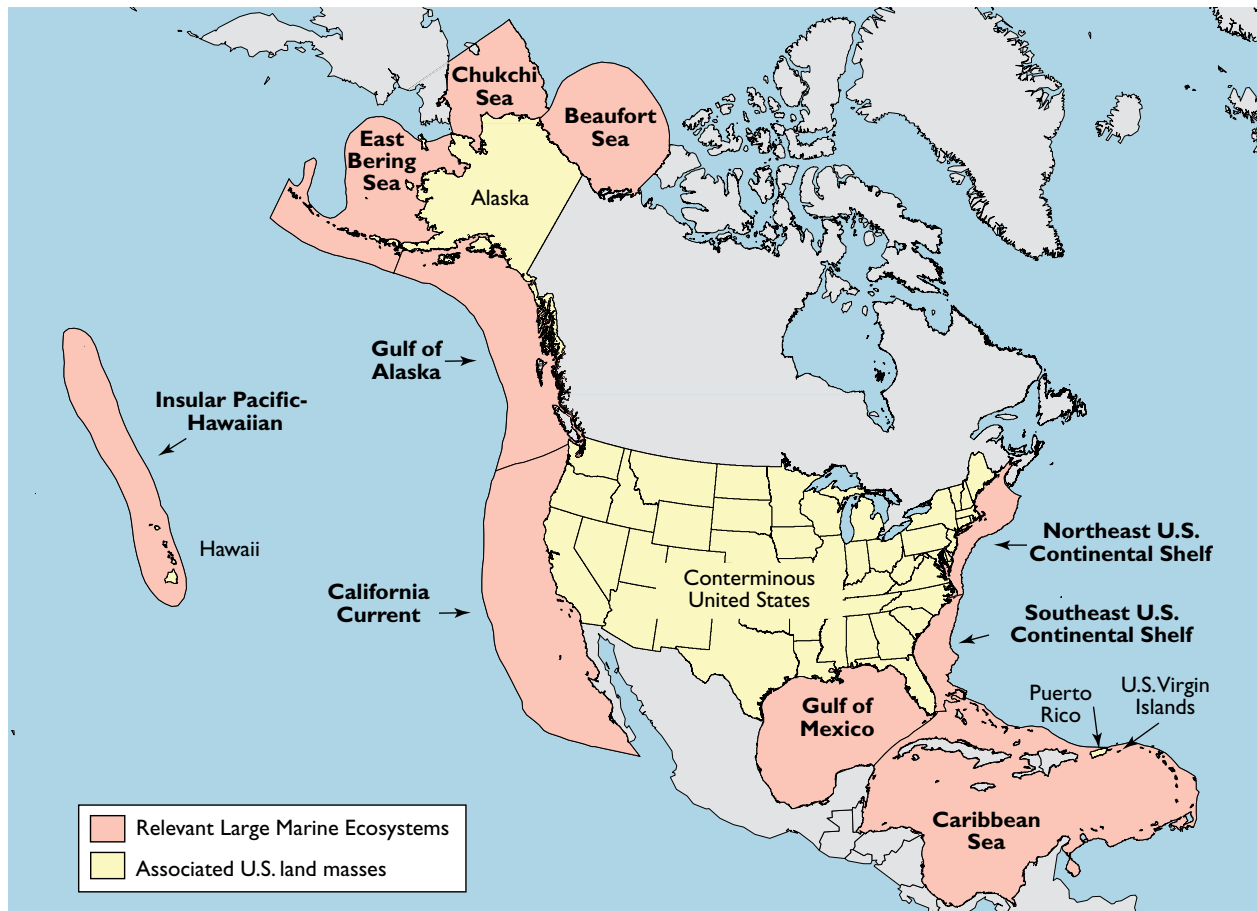 Chukchi
Sea
Beaufort
Sea
East
Bering
Sea
Alaska
Gulf of
Alaska
Insular Pacific-
Hawaiian
Hawaii
California
Current
Conterminous
United States
Northeast U.S.
Continental Shelf
Southeast U.S.
Continental Shelf
Gulf of
Mexico
Puerto
Rico
U.S. Virgin
Islands
Caribbean
Sea
Relevant Large Marine Ecosystems
Associated U.S. land masses